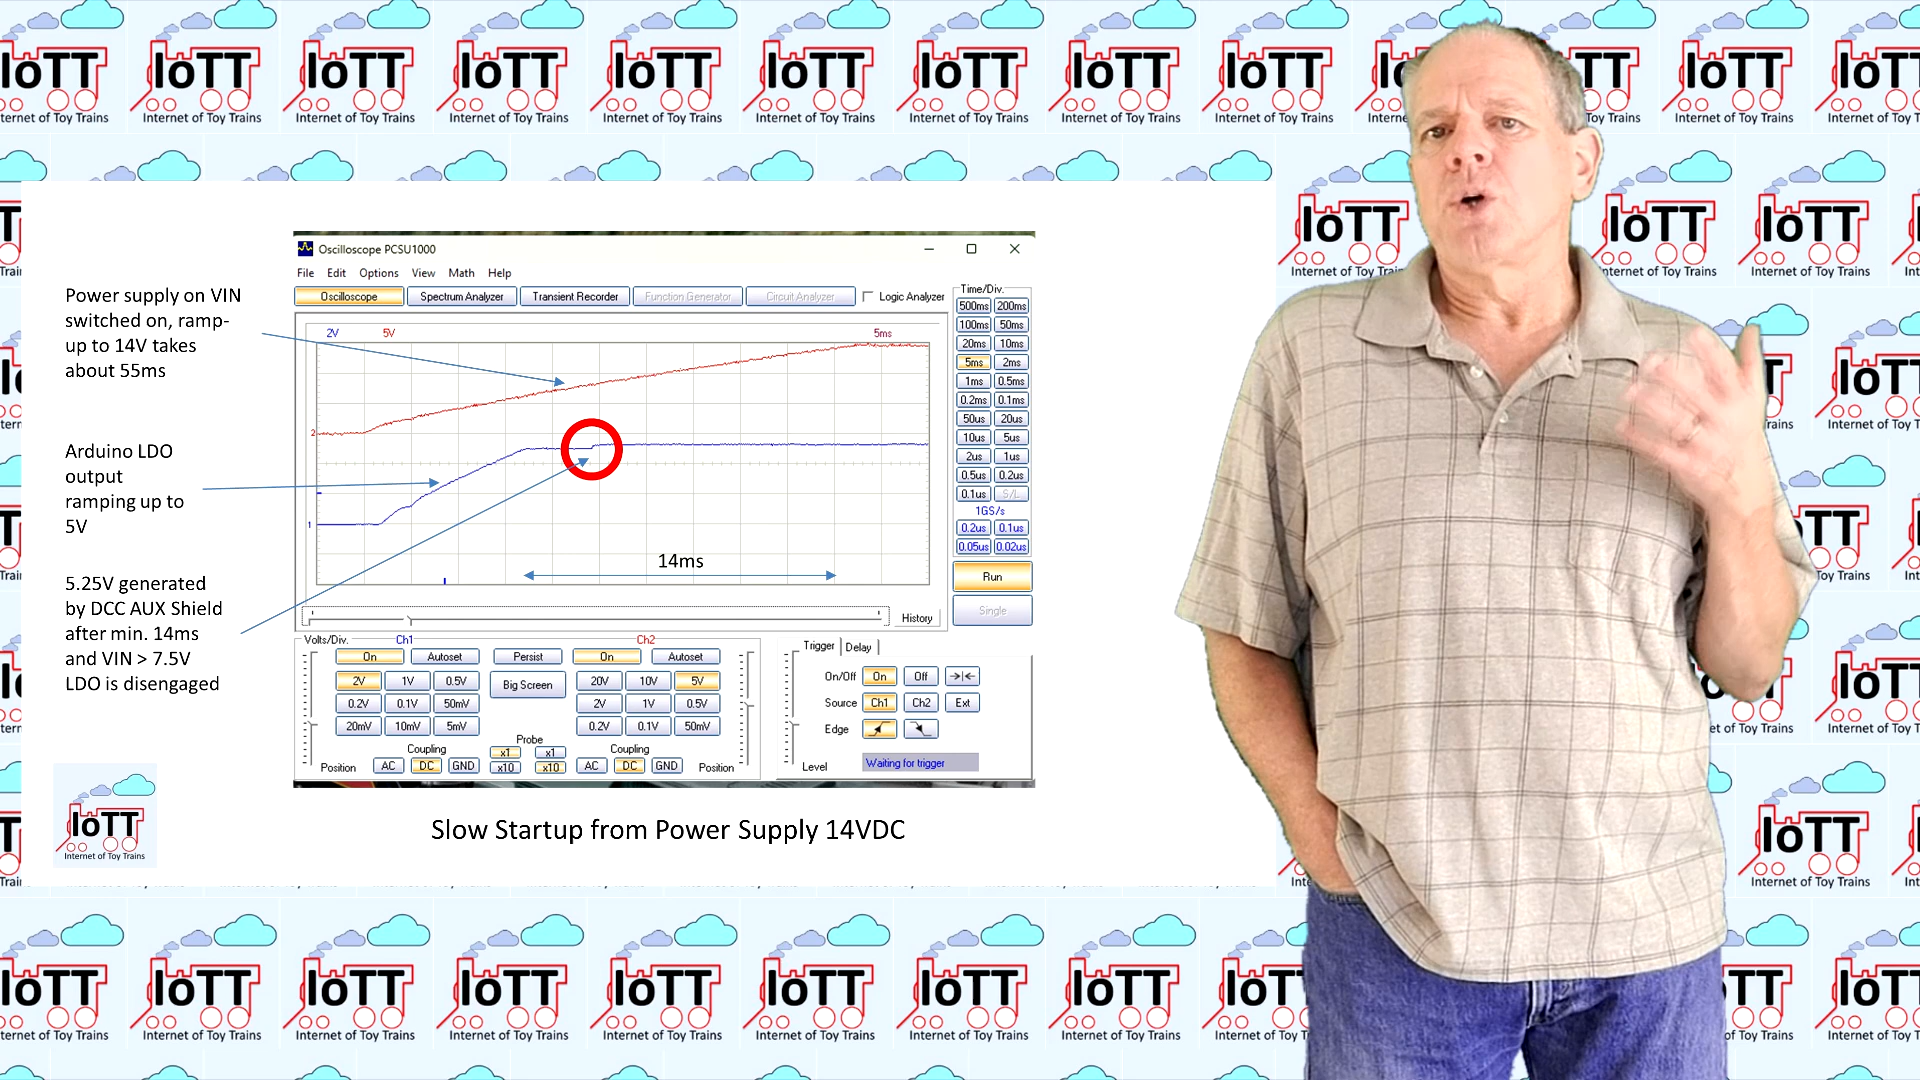 IoTT
Internet of Toy Trains
Oscilloscope PCSU1000
File Edit Options View Math Help
Oscilloscope Spectrum Analyzer Transient Recorder Function Generator Circuit Analyzer Logic Analyzer
Power supply on VIN
switched on, ramp-
up to 14V takes
about 55ms
Arduino LDO
output
ramping up to
5V
5.25V generated
by DCC AUX Shield
after min. 14ms
and VIN > 7.5V
LDO is disengaged
2V 5V 5ms
2
1
14ms
History
Time/Div.
500ms 200ms
100ms 50ms
20ms 10ms
5ms 2ms
1ms 0.5ms
0.2ms 0.1ms
50us 20us
10us 5us
2us 1us
0.5us 0.2us
0.1us S/L
1GS/s
0.2us 0.1us
0.05us 0.02us
Run
Single
Volts/Div. Ch1 Ch2
On Autoset Persist On Autoset
2V 1V 0.5V Big Screen 20V 10V 5V
0.2V 0.1V 50mV 2V 1V 0.5V
20mV 10mV 5mV 0.2V 0.1V 50mV
Coupling Probe Coupling
x1 x1
Position AC DC GND x10 x10 AC DC GND Position
Trigger Delay
On/Off On Off
Source Ch1 Ch2 Ext
Edge
Level Waiting for trigger
IoTT
Internet of Toy Trains
Slow Startup from Power Supply 14VDC